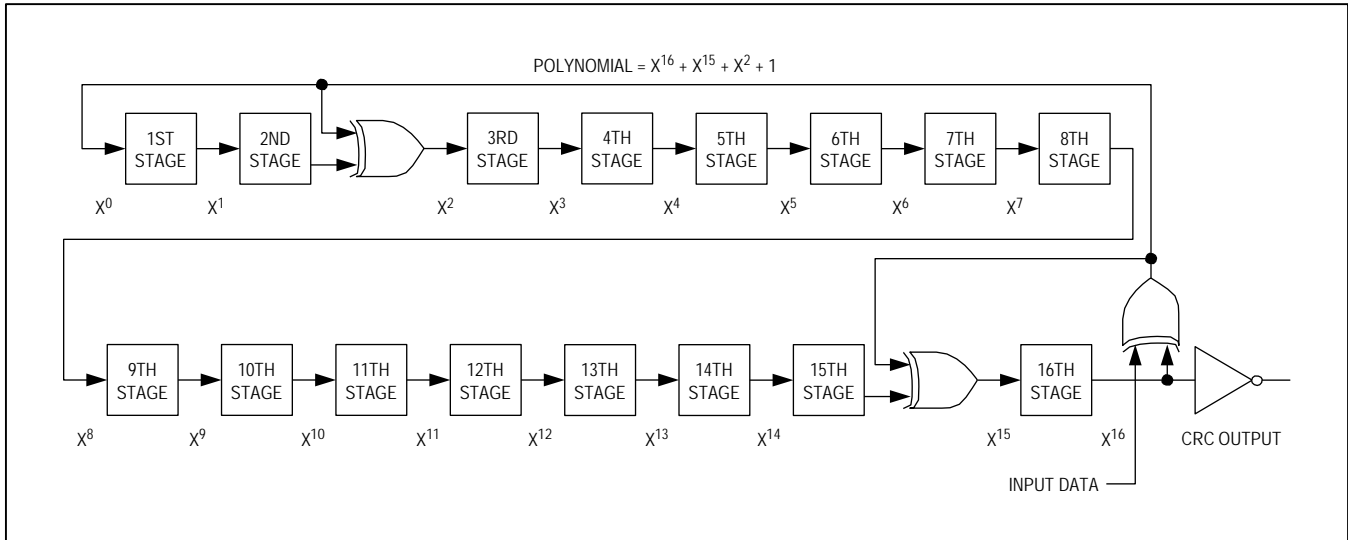 POLYNOMIAL = X¹⁶ + X¹⁵ + X² + 1
1ST
STAGE
2ND
STAGE
3RD
STAGE
4TH
STAGE
5TH
STAGE
6TH
STAGE
7TH
STAGE
8TH
STAGE
X⁰ X¹ X² X³ X⁴ X⁵ X⁶ X⁷
9TH
STAGE
10TH
STAGE
11TH
STAGE
12TH
STAGE
13TH
STAGE
14TH
STAGE
15TH
STAGE
16TH
STAGE
X⁸ X⁹ X¹⁰ X¹¹ X¹² X¹³ X¹⁴ X¹⁵ X¹⁶ CRC OUTPUT
INPUT DATA